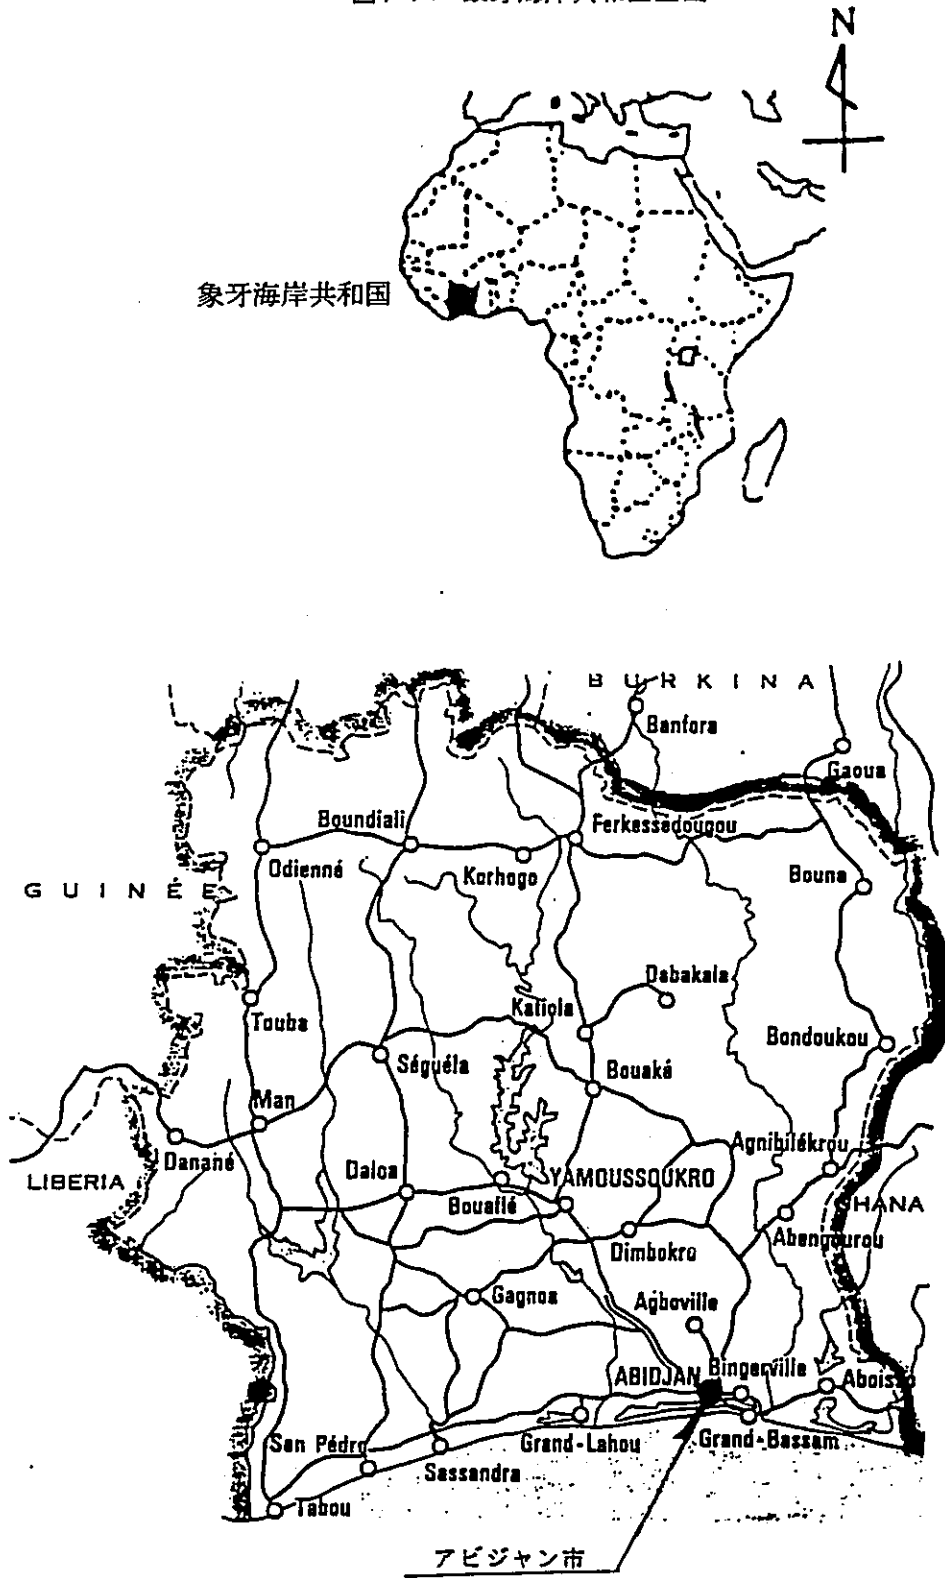 N
象牙海岸共和国
BURKINA
Banfora
Gaoua
Boundiali
Ferkessedougou
Odienné
Korhogo
Bouna
GUINÉE
Dabakala
Katiola
Touba
Bondoukou
Séguéla
Bouaké
Man
Agnibilékrou
Danané
LIBERIA
Daloa
YAMOUSSOUKRO
Bouaflé
GHANA
Abengourou
Dimbokro
Gagnoa
Agboville
ABIDJAN
Bingerville
Aboisso
San Pédro
Grand-Lahou
Grand-Bassam
Sassandra
Tabou
アビジャン市